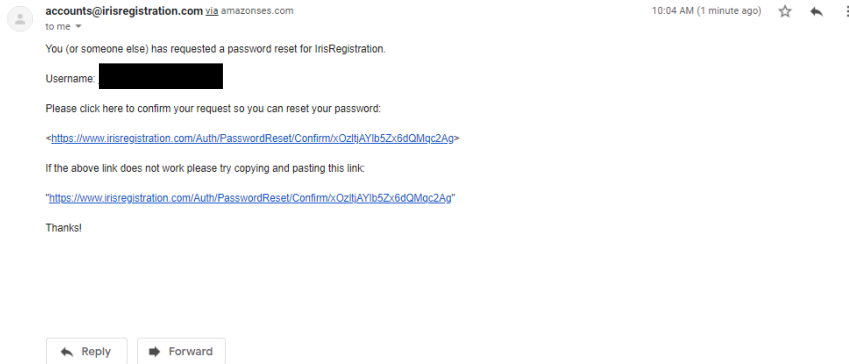 accounts@irisregistration.com via amazonses.com
10:04 AM (1 minute ago)
to me
You (or someone else) has requested a password reset for IrisRegistration.
Username:
Please click here to confirm your request so you can reset your password:
<https://www.irisregistration.com/Auth/PasswordReset/Confirm/xOzltjAYlb5Zx6dQMqc2Ag>
If the above link does not work please try copying and pasting this link:
"https://www.irisregistration.com/Auth/PasswordReset/Confirm/xOzltjAYlb5Zx6dQMqc2Ag"
Thanks!
Reply
Forward